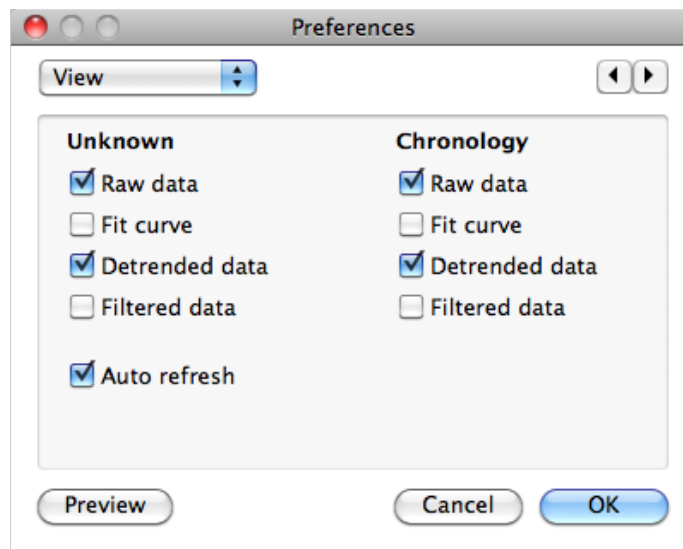 Preferences
View
Unknown
Chronology
Raw data
Raw data
Fit curve
Fit curve
Detrended data
Detrended data
Filtered data
Filtered data
Auto refresh
Preview
Cancel
OK